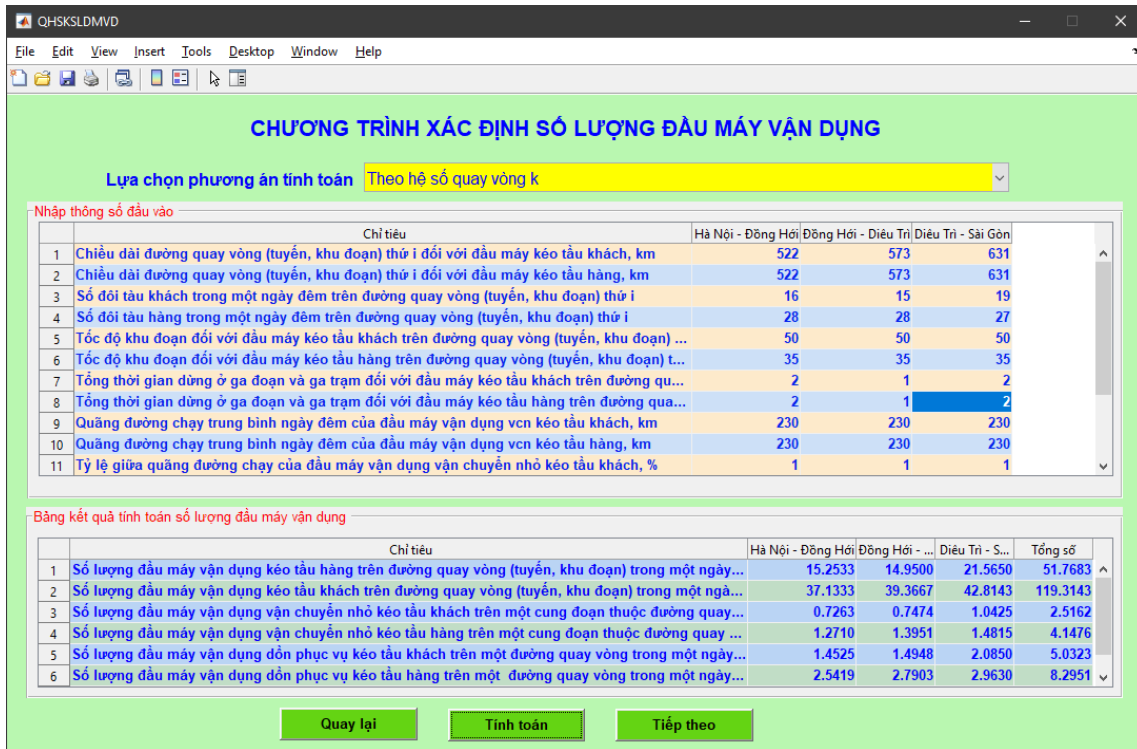 QHSKSLDMVD
File Edit View Insert Tools Desktop Window Help
CHƯƠNG TRÌNH XÁC ĐỊNH SỐ LƯỢNG ĐẦU MÁY VẬN DỤNG
Lựa chọn phương án tính toán Theo hệ số quay vòng k
Nhập thông số đầu vào
Chỉ tiêu Hà Nội - Đồng Hới Đồng Hới - Diêu Trì Diêu Trì - Sài Gòn
1 Chiều dài đường quay vòng (tuyến, khu đoạn) thứ i đối với đầu máy kéo tầu khách, km 522 573 631
2 Chiều dài đường quay vòng (tuyến, khu đoạn) thứ i đối với đầu máy kéo tầu hàng, km 522 573 631
3 Số đôi tàu khách trong một ngày đêm trên đường quay vòng (tuyến, khu đoạn) thứ i 16 15 19
4 Số đôi tàu hàng trong một ngày đêm trên đường quay vòng (tuyến, khu đoạn) thứ i 28 28 27
5 Tốc độ khu đoạn đối với đầu máy kéo tầu khách trên đường quay vòng (tuyến, khu đoạn) ... 50 50 50
6 Tốc độ khu đoạn đối với đầu máy kéo tầu hàng trên đường quay vòng (tuyến, khu đoạn) t... 35 35 35
7 Tổng thời gian dừng ở ga đoạn và ga trạm đối với đầu máy kéo tầu khách trên đường qu... 2 1 2
8 Tổng thời gian dừng ở ga đoạn và ga trạm đối với đầu máy kéo tầu hàng trên đường qua... 2 1 2
9 Quãng đường chạy trung bình ngày đêm của đầu máy vận dụng vcn kéo tầu khách, km 230 230 230
10 Quãng đường chạy trung bình ngày đêm của đầu máy vận dụng vcn kéo tầu hàng, km 230 230 230
11 Tỷ lệ giữa quãng đường chạy của đầu máy vận dụng vận chuyển nhỏ kéo tầu khách, % 1 1 1
Bảng kết quả tính toán số lượng đầu máy vận dụng
Chỉ tiêu Hà Nội - Đồng Hới Đồng Hới - ... Diêu Trì - S... Tổng số
1 Số lượng đầu máy vận dụng kéo tầu hàng trên đường quay vòng (tuyến, khu đoạn) trong một ngày... 15.2533 14.9500 21.5650 51.7683
2 Số lượng đầu máy vận dụng kéo tầu khách trên đường quay vòng (tuyến, khu đoạn) trong một ngà... 37.1333 39.3667 42.8143 119.3143
3 Số lượng đầu máy vận dụng vận chuyển nhỏ kéo tầu khách trên một cung đoạn thuộc đường quay... 0.7263 0.7474 1.0425 2.5162
4 Số lượng đầu máy vận dụng vận chuyển nhỏ kéo tầu hàng trên một cung đoạn thuộc đường quay ... 1.2710 1.3951 1.4815 4.1476
5 Số lượng đầu máy vận dụng dồn phục vụ kéo tầu khách trên một đường quay vòng trong một ngày... 1.4525 1.4948 2.0850 5.0323
6 Số lượng đầu máy vận dụng dồn phục vụ kéo tầu hàng trên một đường quay vòng trong một ngày... 2.5419 2.7903 2.9630 8.2951
Quay lại Tính toán Tiếp theo